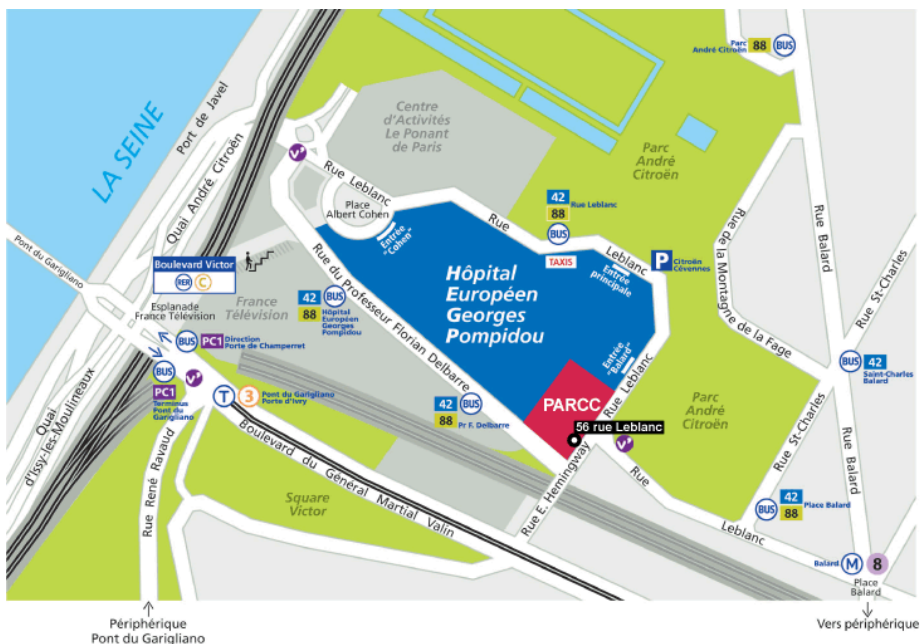 Parc
André Citroën
88
BUS
LA SEINE
Port de Javel
Quai André Citroën
Centre
d'Activités
Le Ponant
de Paris
Parc
André
Citroën
Rue Leblanc
Place
Albert Cohen
Entrée
"Cohen"
42
88
Rue Leblanc
BUS
TAXIS
Rue
Leblanc
Entrée
principale
P
Citroën
Cévennes
Rue de la Montagne de la Fage
Rue Balard
Rue St-Charles
Pont du Garigliano
Boulevard Victor
RER
C
Esplanade
France Télévision
France
Télévision
42
88
BUS
Hôpital
Européen
Georges
Pompidou
Rue du Professeur Florian Delbarre
Hôpital
Européen
Georges
Pompidou
Entrée
"Balard"
Rue Leblanc
BUS
PC1
Direction
Porte de Champerret
BUS
PC1
Terminus
Pont du
Garigliano
T
3
Pont du Garigliano
Porte d'Ivry
BUS
42
Saint-Charles
Balard
PARCC
56 rue Leblanc
42
88
BUS
Pr F. Delbarre
Parc
André
Citroën
Rue St-Charles
Rue Balard
Quai
d'Issy-les-Moulineaux
Rue René Ravaud
Boulevard du Général Martial Valin
Square
Victor
Rue E. Hemingway
Rue
Leblanc
BUS
42
88
Place Balard
Balard
M
8
Place
Balard
Périphérique
Pont du Garigliano
Vers périphérique